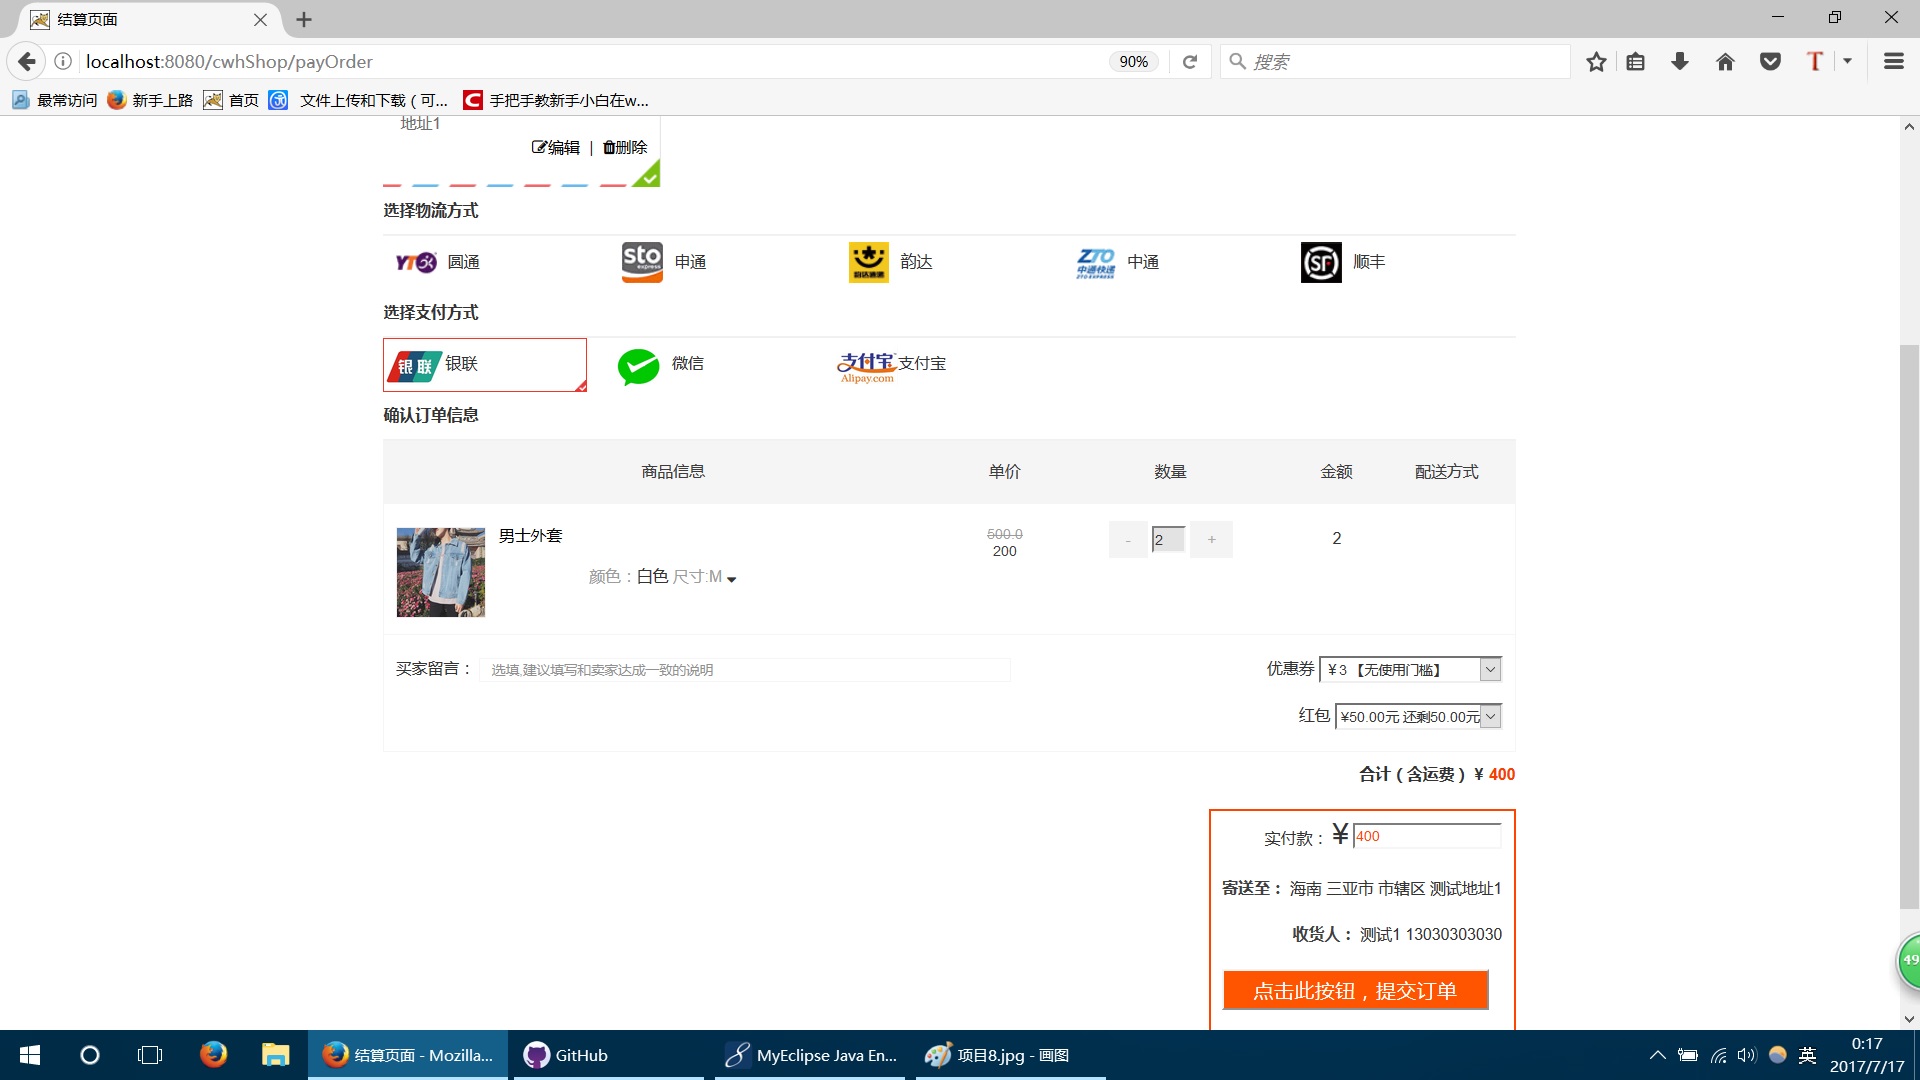 结算页面
localhost:8080/cwhShop/payOrder
90%
搜索
最常访问 新手上路 首页 文件上传和下载（可... 手把手教新手小白在w...
地址1
编辑 | 删除
选择物流方式
YTO 圆通 sto express 申通 韵达 ZTO 中通快递 ZTO EXPRESS 中通 SF 顺丰
选择支付方式
银联 银联 微信 支付宝 Alipay.com 支付宝
确认订单信息
商品信息 单价 数量 金额 配送方式
男士外套 500.0 - 2 + 2
200
颜色：白色 尺寸:M
买家留言： 选填,建议填写和卖家达成一致的说明 优惠券 ¥3 【无使用门槛】
红包 ¥50.00元 还剩50.00元
合计（含运费）¥ 400
实付款：¥ 400
寄送至： 海南 三亚市 市辖区 测试地址1
收货人： 测试1 13030303030
点击此按钮，提交订单
49
结算页面 - Mozilla... GitHub MyEclipse Java En... 项目8.jpg - 画图 英 0:17
2017/7/17